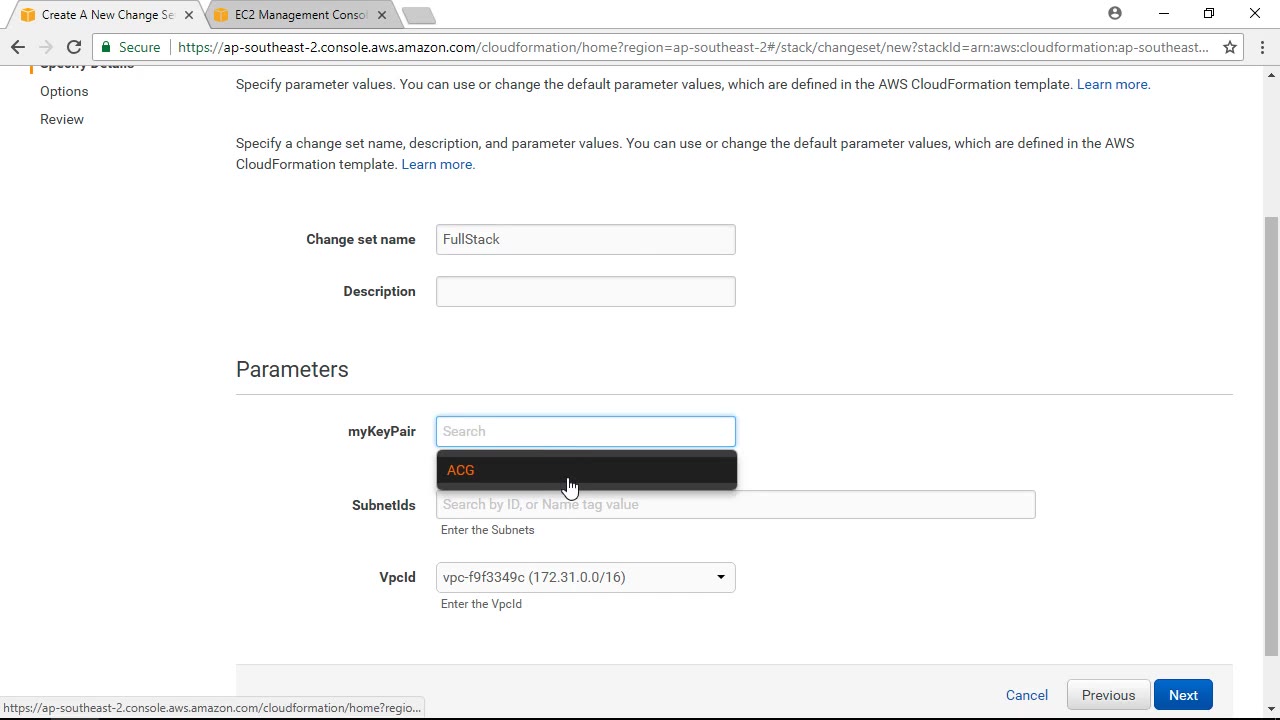 Create A New Change Se
EC2 Management Consol
Secure
https://ap-southeast-2.console.aws.amazon.com/cloudformation/home?region=ap-southeast-2#/stack/changeset/new?stackId=arn:aws:cloudformation:ap-southeast...
Specify Details
Options
Review
Specify parameter values. You can use or change the default parameter values, which are defined in the AWS CloudFormation template. Learn more.
Specify a change set name, description, and parameter values. You can use or change the default parameter values, which are defined in the AWS
CloudFormation template. Learn more.
Change set name
FullStack
Description
Parameters
myKeyPair
Search
ACG
SubnetIds
Search by ID, or Name tag value
Enter the Subnets
VpcId
vpc-f9f3349c (172.31.0.0/16)
Enter the VpcId
Cancel
Previous
Next
https://ap-southeast-2.console.aws.amazon.com/cloudformation/home?regio...